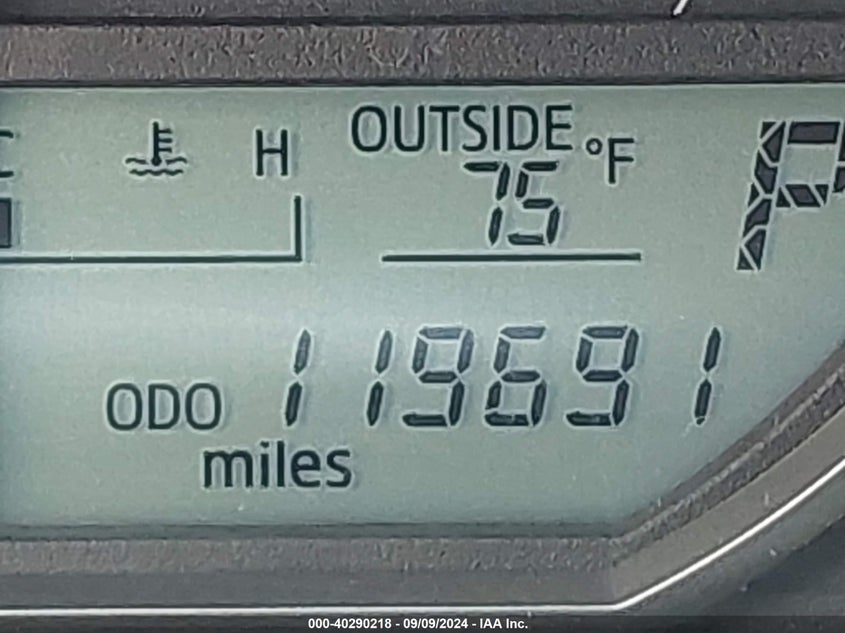 C H OUTSIDE °F P
75
ODO 119691
miles
000-40290218 - 09/09/2024 - IAA Inc.